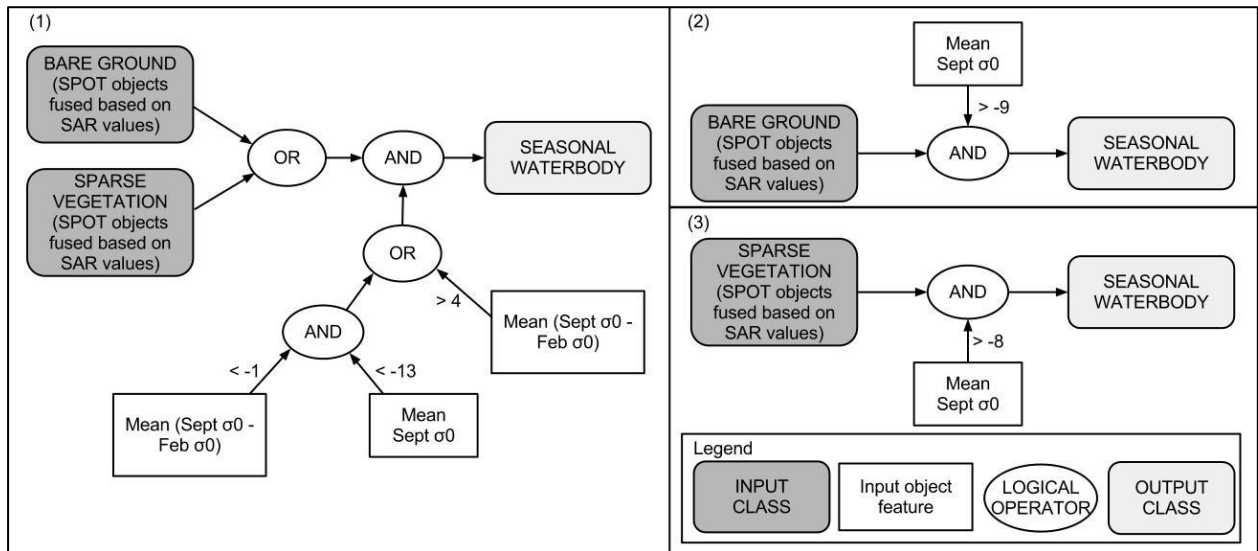 (1)
BARE GROUND
(SPOT objects
fused based on
SAR values)
SPARSE
VEGETATION
(SPOT objects
fused based on
SAR values)
OR
AND
SEASONAL
WATERBODY
OR
> 4
AND
Mean (Sept σ0 -
Feb σ0)
< -1
< -13
Mean (Sept σ0 -
Feb σ0)
Mean
Sept σ0
(2)
Mean
Sept σ0
> -9
BARE GROUND
(SPOT objects
fused based on
SAR values)
AND
SEASONAL
WATERBODY
(3)
SPARSE
VEGETATION
(SPOT objects
fused based on
SAR values)
AND
SEASONAL
WATERBODY
> -8
Mean
Sept σ0
Legend
INPUT
CLASS
Input object
feature
LOGICAL
OPERATOR
OUTPUT
CLASS